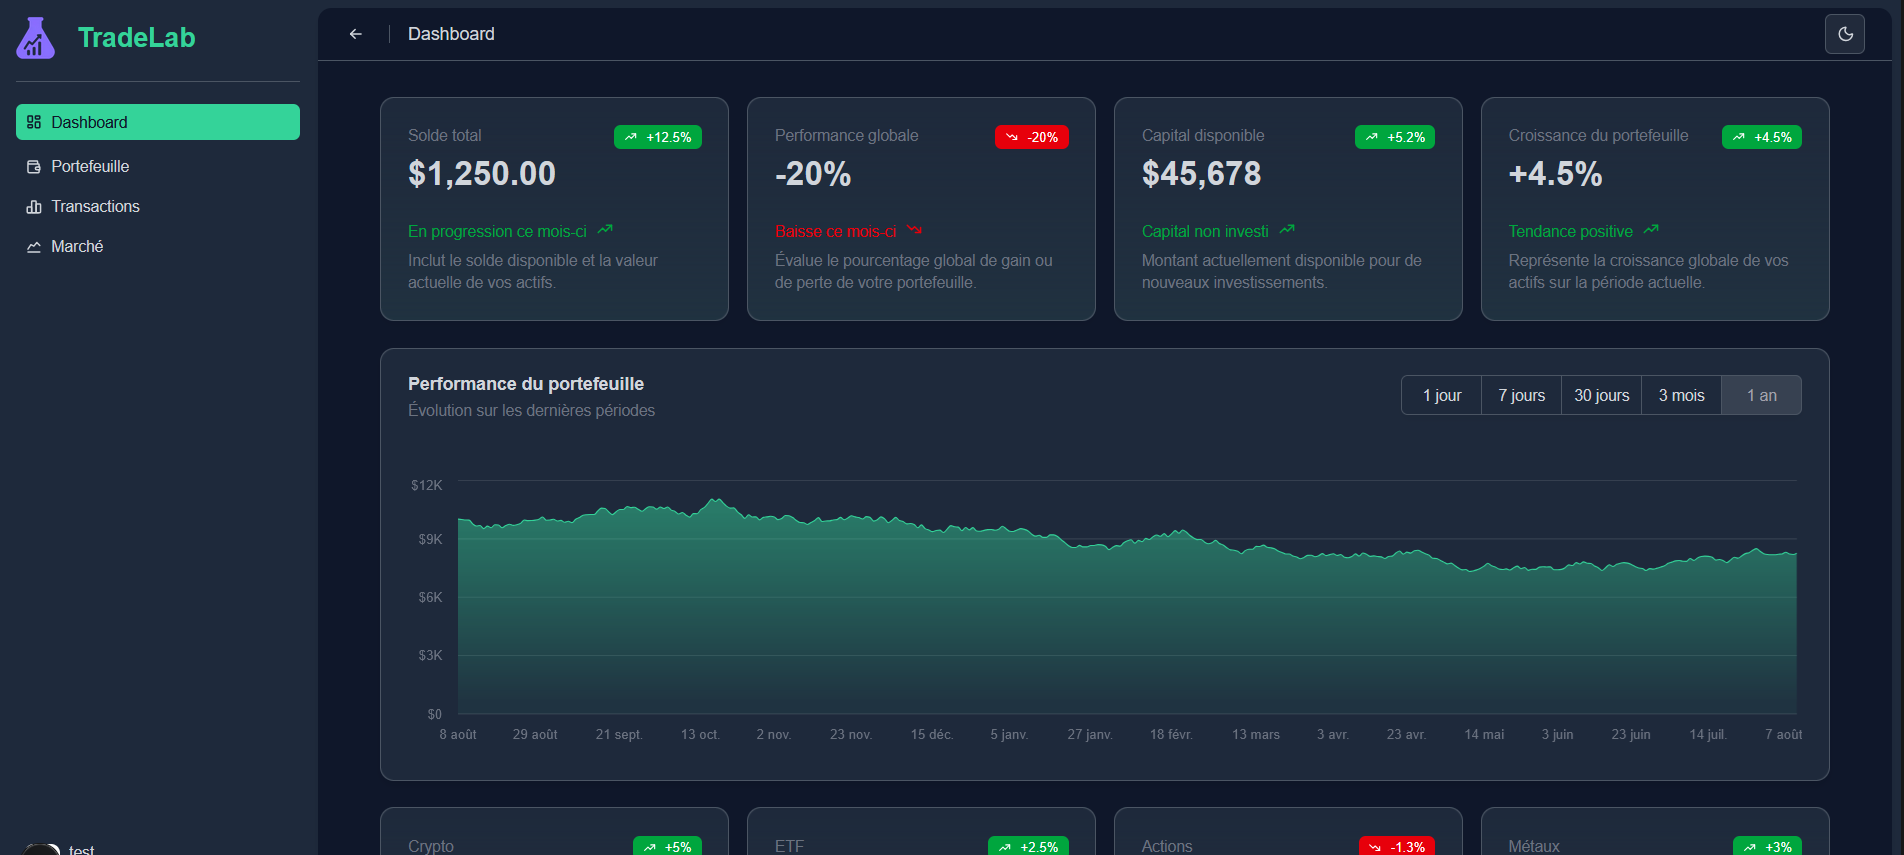 TradeLab
Dashboard
Portefeuille
Transactions
Marché
test
Dashboard
Solde total
+12.5%
$1,250.00
En progression ce mois-ci
Inclut le solde disponible et la valeur
actuelle de vos actifs.
Performance globale
-20%
-20%
Baisse ce mois-ci
Évalue le pourcentage global de gain ou
de perte de votre portefeuille.
Capital disponible
+5.2%
$45,678
Capital non investi
Montant actuellement disponible pour de
nouveaux investissements.
Croissance du portefeuille
+4.5%
+4.5%
Tendance positive
Représente la croissance globale de vos
actifs sur la période actuelle.
Performance du portefeuille
Évolution sur les dernières périodes
1 jour
7 jours
30 jours
3 mois
1 an
$12K
$9K
$6K
$3K
$0
8 août
29 août
21 sept.
13 oct.
2 nov.
23 nov.
15 déc.
5 janv.
27 janv.
18 févr.
13 mars
3 avr.
23 avr.
14 mai
3 juin
23 juin
14 juil.
7 août
Crypto
+5%
ETF
+2.5%
Actions
-1.3%
Métaux
+3%